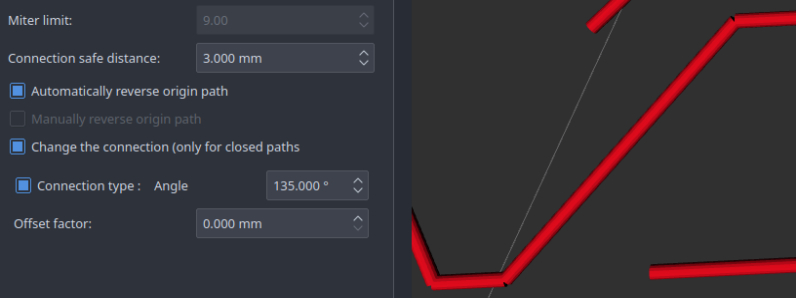 Miter limit: 9.00
Connection safe distance: 3.000 mm
Automatically reverse origin path
Manually reverse origin path
Change the connection (only for closed paths
Connection type : Angle 135.000 °
Offset factor: 0.000 mm